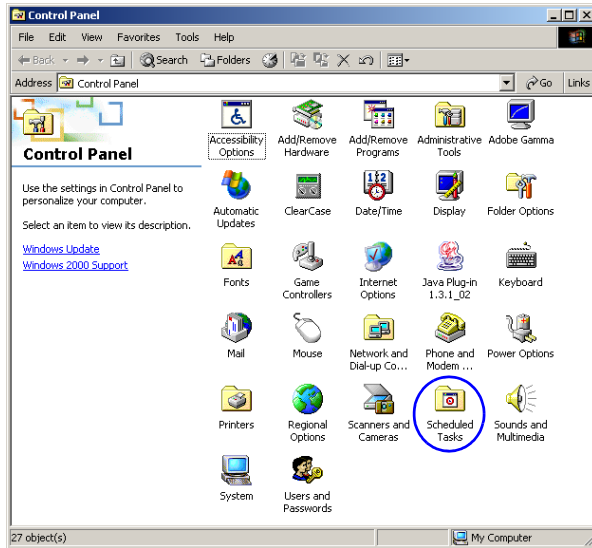 Control Panel
File Edit View Favorites Tools Help
Back Search Folders
Address Control Panel Go Links
Control Panel
Use the settings in Control Panel to
personalize your computer.
Select an item to view its description.
Windows Update
Windows 2000 Support
Accessibility
Options
Add/Remove
Hardware
Add/Remove
Programs
Administrative
Tools
Adobe Gamma
Automatic
Updates
ClearCase
Date/Time
Display
Folder Options
Fonts
Game
Controllers
Internet
Options
Java Plug-in
1.3.1_02
Keyboard
Mail
Mouse
Network and
Dial-up Co...
Phone and
Modem ...
Power Options
Printers
Regional
Options
Scanners and
Cameras
Scheduled
Tasks
Sounds and
Multimedia
System
Users and
Passwords
27 object(s) My Computer